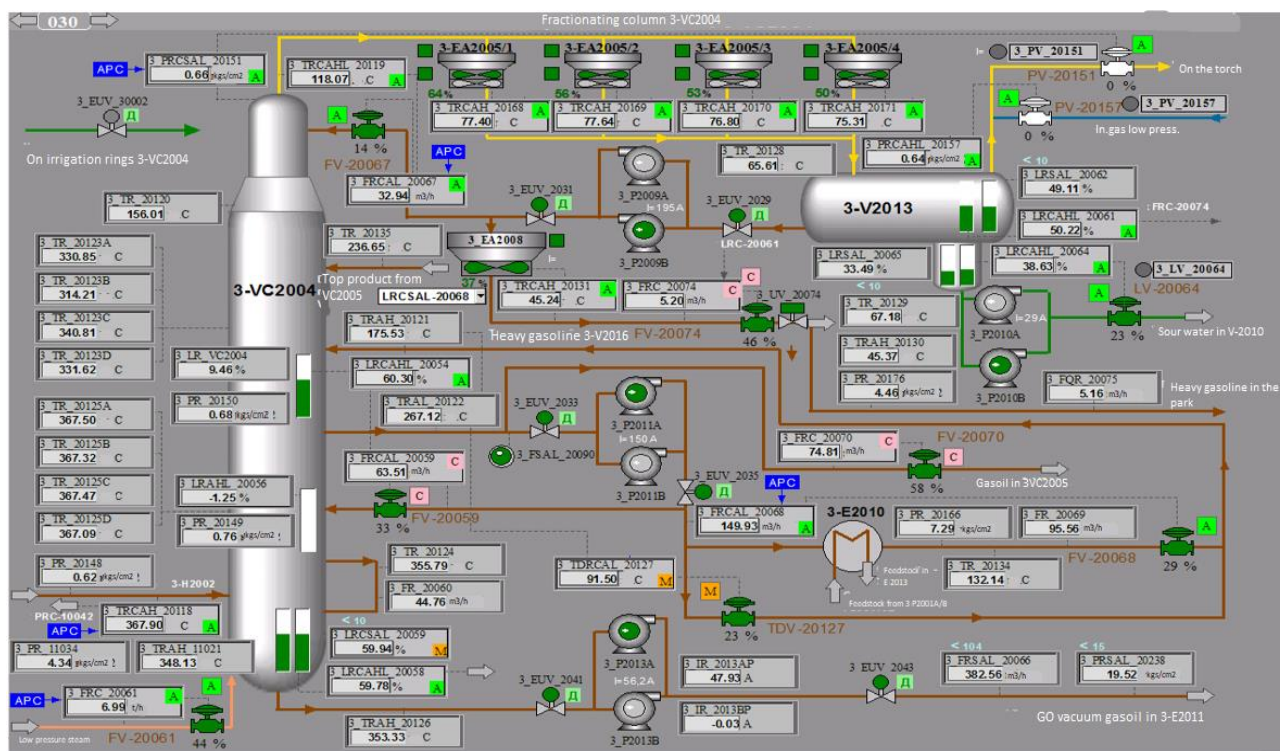 030
Fractionating column 3-VC2004
APC
3_PRCSAL_20151
0.66 gkgs/cm2 A
3_TRCAHL_20119
118.07 C A
3-EA2005/1
3-EA2005/2
3-EA2005/3
3-EA2005/4
64%
56%
53%
50%
3_TRCAH_20168
77.40 C A
3_TRCAH_20169
77.64 C A
3_TRCAH_20170
76.80 C A
3_TRCAH_20171
75.31 C A
I=
3_PV_20151
A
PV-20151
0 %
On the torch
A
PV-20157
3_PV_20157
0 %
In.gas low press.
3_EUV_30002
Д
On irrigation rings 3-VC2004
A
14 %
FV-20067
APC
3_FRCAL_20067
32.94 m3/h A
3_EUV_2031
Д
3_P2009A
I=195A
3_P2009B
3_TR_20128
65.61 C
3_EUV_2029
Д
LRC-20061
3_PRCAHL_20157
0.64 gkgs/cm2 A
3-V2013
< 10
3_LRSAL_20062
49.11 %
3_LRCAHL_20061
50.22 % A
: FRC-20074
3_TR_20120
156.01 C
3_TR_20135
236.65 C
3_EA2008
I=
37%
3_LRSAL_20065
33.49 %
< 10
3_LRCAHL_20064
38.63 % A
3_LV_20064
LV-20064
A
23 %
Sour water in V-2010
3_TR_20123A
330.85 C
3_TR_20123B
314.21 C
3_TR_20123C
340.81 C
3_TR_20123D
331.62 C
3-VC2004
Top product from
VC2005
LRCSAL-20068
3_TRCAH_20131
45.24 C A
3_FRC_20074
5.20 m3/h C
C
3_UV_20074
FV-20074
46 %
Heavy gasoline 3-V2016
3_TR_20129
67.18 C
3_TRAH_20130
45.37 C
3_PR_20176
4.46 kgs/cm2
3_P2010A
I=29A
3_P2010B
3_FQR_20075
5.16 m3/h
Heavy gasoline in the
park
3_TRAH_20121
175.53 C
3_LR_VC2004
9.46 %
3_LRCAHL_20054
60.30 % A
3_PR_20150
0.68 gkgs/cm2
3_TRAL_20122
267.12 C
3_EUV_2033
Д
3_P2011A
I=150 A
3_P2011B
3_FSAL_20090
3_TR_20125A
367.50 C
3_TR_20125B
367.32 C
3_TR_20125C
367.47 C
3_TR_20125D
367.09 C
3_FRCAL_20059
63.51 m3/h C
C
33 %
FV-20059
3_FRC_20070
74.81 m3/h C
C
FV-20070
58 %
Gasoil in 3VC2005
3_LRAHL_20056
-1.25 %
3_PR_20149
0.76 gkgs/cm2
3_EUV_2035
Д
APC
3_FRCAL_20068
149.93 m3/h A
3-E2010
3_PR_20166
7.29 kgs/cm2
3_FR_20069
95.56 m3/h
A
FV-20068
29 %
3_TR_20134
132.14 C
Feedstock in
E 2013
Feedstock from 3 P2001A/B
3_PR_20148
0.62 gkgs/cm2
3_TR_20124
355.79 C
3_FR_20060
44.76 m3/h
3_TDRCAL_20127
91.50 C M
M
TDV-20127
23 %
3-H2002
PRC-10042
3_TRCAH_20118
367.90 C A
APC
3_PR_11034
4.34 gkgs/cm2
3_TRAH_11021
348.13 C
< 10
3_LRCSAL_20059
59.94 % M
3_LRCAHL_20058
59.78 % A
3_P2013A
I=56,2A
3_P2013B
3_IR_2013AP
47.93 A
3_IR_2013BP
-0.03 A
3_EUV_2041
Д
3_EUV_2043
Д
< 104
3_FRSAL_20066
382.56 m3/h
< 15
3_PRSAL_20238
19.52 kgs/cm2
GO vacuum gasoil in 3-E2011
APC
3_FRC_20061
6.99 t/h A
A
Low pressure steam
FV-20061
44 %
3_TRAH_20126
353.33 C